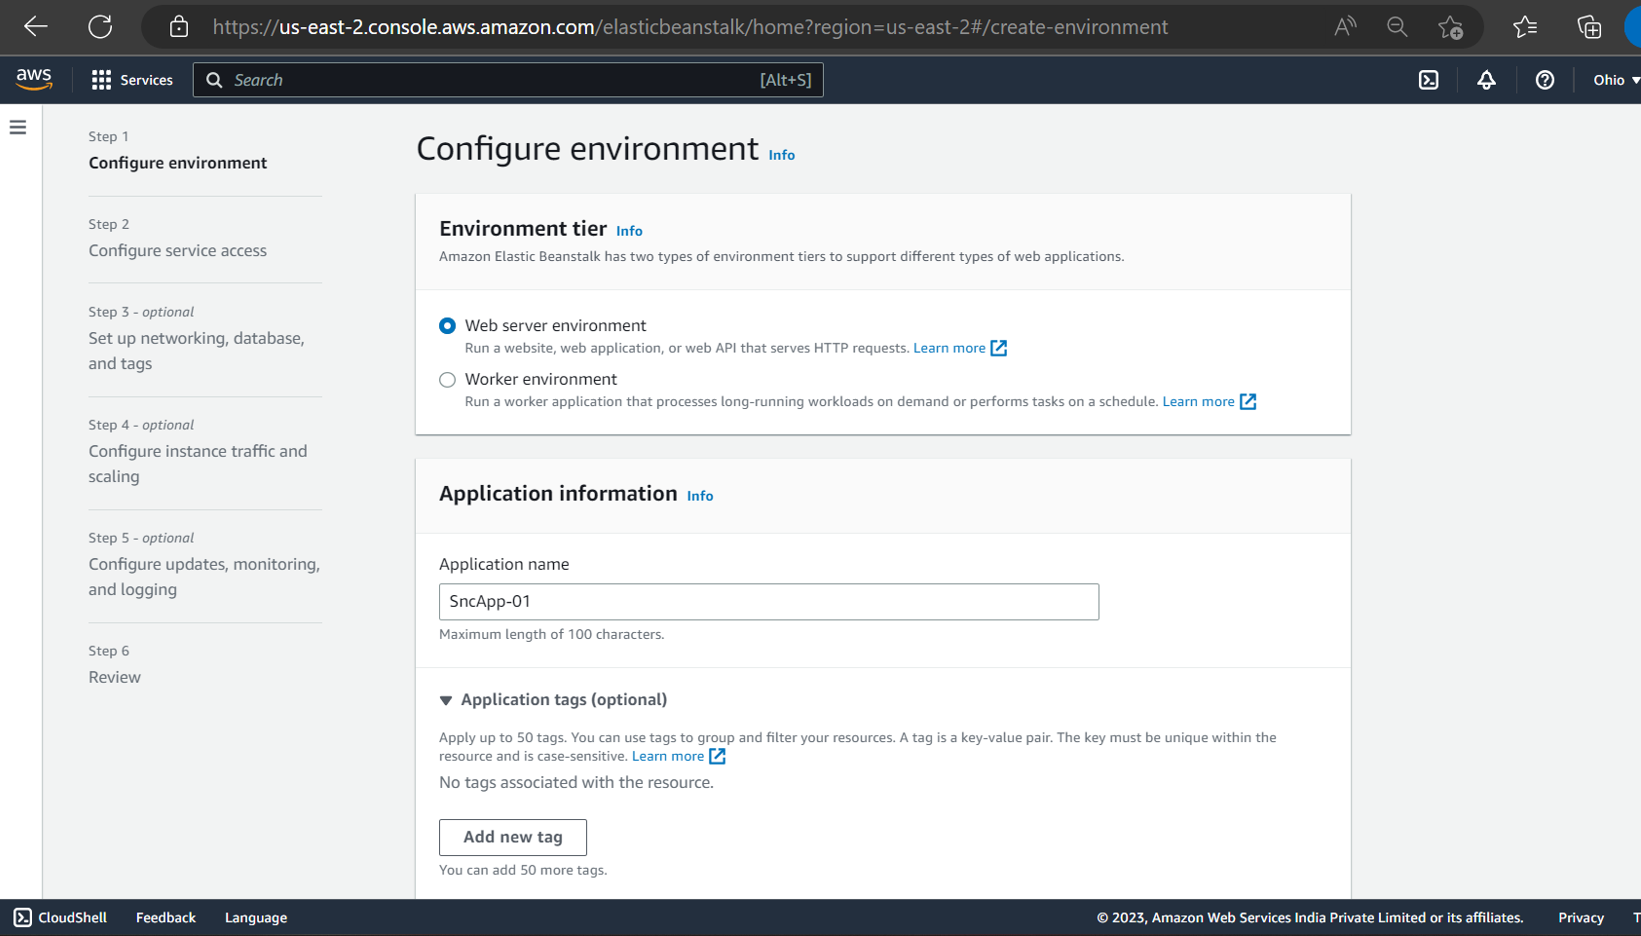 https://us-east-2.console.aws.amazon.com/elasticbeanstalk/home?region=us-east-2#/create-environment
aws
Services
Search
[Alt+S]
Ohio
Step 1
Configure environment
Step 2
Configure service access
Step 3 - optional
Set up networking, database,
and tags
Step 4 - optional
Configure instance traffic and
scaling
Step 5 - optional
Configure updates, monitoring,
and logging
Step 6
Review
Configure environment Info
Environment tier Info
Amazon Elastic Beanstalk has two types of environment tiers to support different types of web applications.
Web server environment
Run a website, web application, or web API that serves HTTP requests. Learn more
Worker environment
Run a worker application that processes long-running workloads on demand or performs tasks on a schedule. Learn more
Application information Info
Application name
SncApp-01
Maximum length of 100 characters.
Application tags (optional)
Apply up to 50 tags. You can use tags to group and filter your resources. A tag is a key-value pair. The key must be unique within the
resource and is case-sensitive. Learn more
No tags associated with the resource.
Add new tag
You can add 50 more tags.
CloudShell
Feedback
Language
© 2023, Amazon Web Services India Private Limited or its affiliates.
Privacy
T